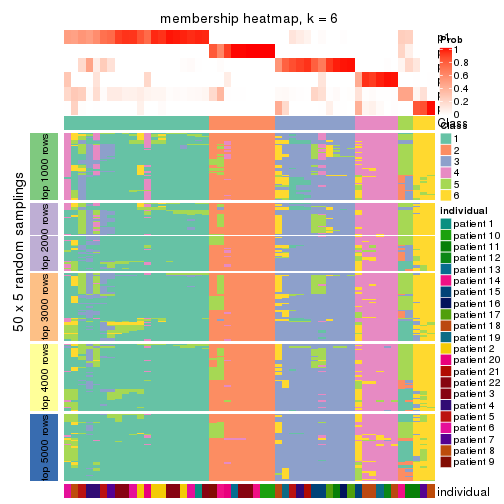 membership heatmap, k = 6
Prob
1
0.8
0.6
0.4
0.2
0
Class
Class
1
2
3
4
5
6
50 x 5 random samplings
top 1000 rows
top 2000 rows
top 3000 rows
top 4000 rows
top 5000 rows
Individual
patient 1
patient 10
patient 11
patient 12
patient 13
patient 14
patient 15
patient 16
patient 17
patient 18
patient 19
patient 2
patient 20
patient 21
patient 22
patient 3
patient 4
patient 5
patient 6
patient 7
patient 8
patient 9
individual